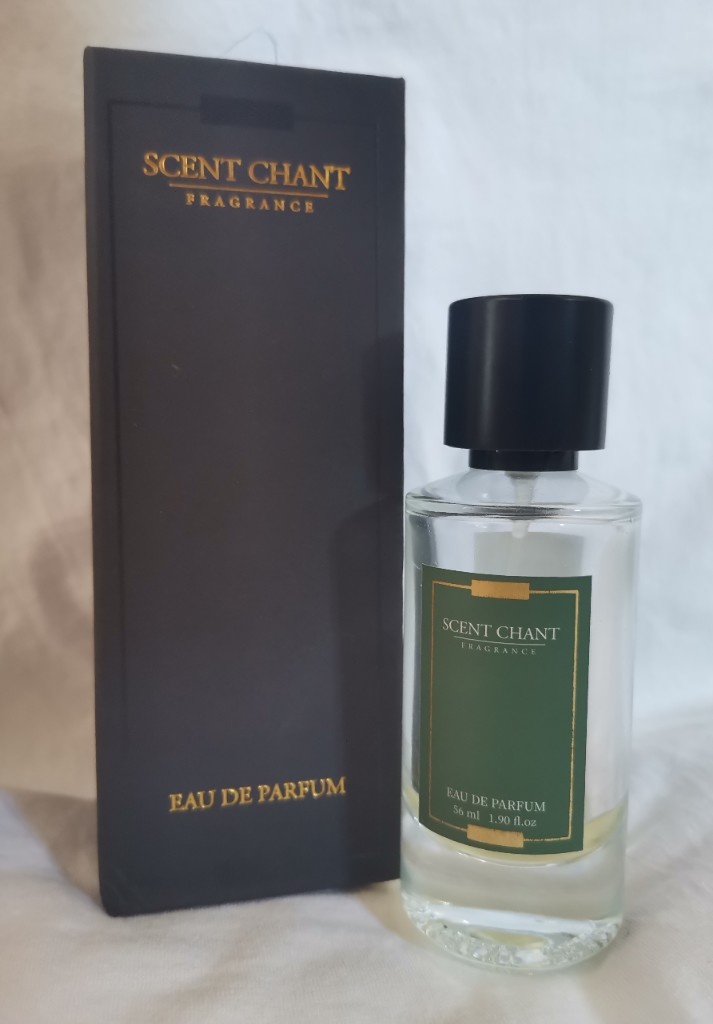 SCENT CHANT
FRAGRANCE
EAU DE PARFUM
SCENT CHANT
FRAGRANCE
EAU DE PARFUM
56 ml 1.90 fl.oz